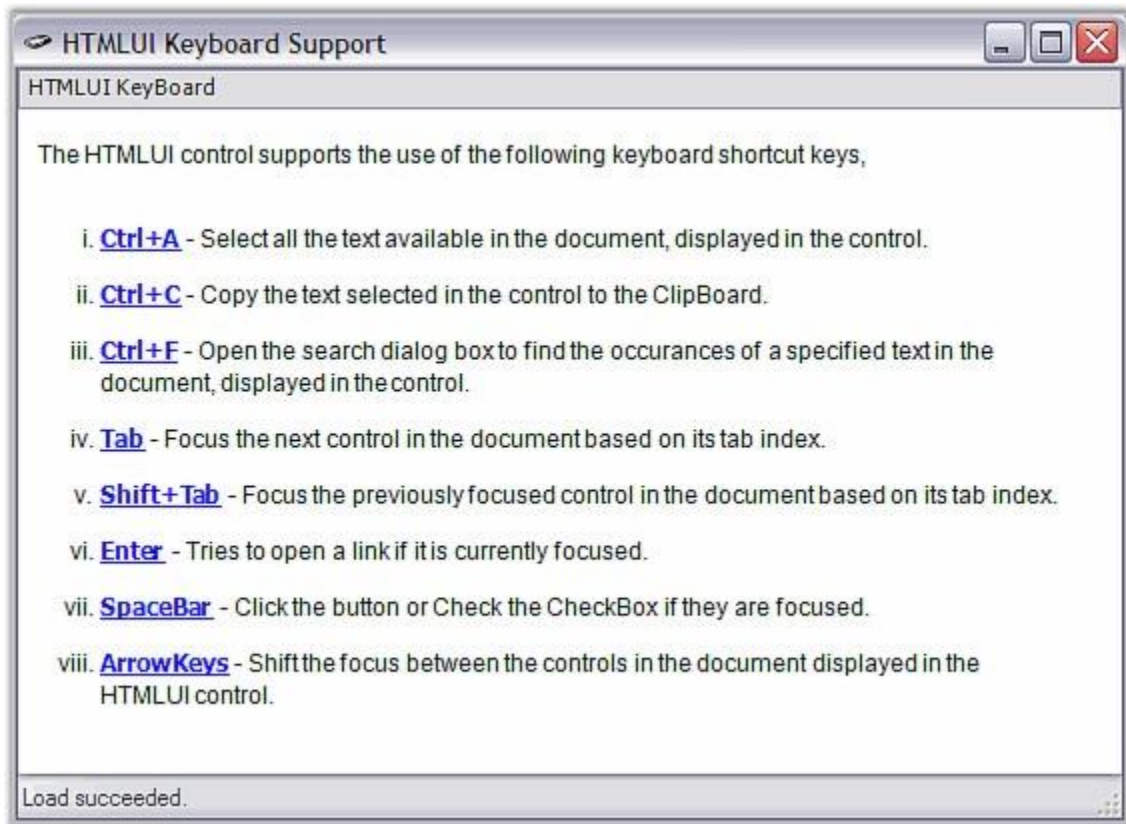 HTMLUI Keyboard Support
HTMLUI KeyBoard
The HTMLUI control supports the use of the following keyboard shortcut keys,
i. Ctrl+A - Select all the text available in the document, displayed in the control.
ii. Ctrl+C - Copy the text selected in the control to the ClipBoard.
iii. Ctrl+F - Open the search dialog box to find the occurances of a specified text in the
document, displayed in the control.
iv. Tab - Focus the next control in the document based on its tab index.
v. Shift+Tab - Focus the previously focused control in the document based on its tab index.
vi. Enter - Tries to open a link if it is currently focused.
vii. SpaceBar - Click the button or Check the CheckBox if they are focused.
viii. ArrowKeys - Shift the focus between the controls in the document displayed in the
HTMLUI control.
Load succeeded.